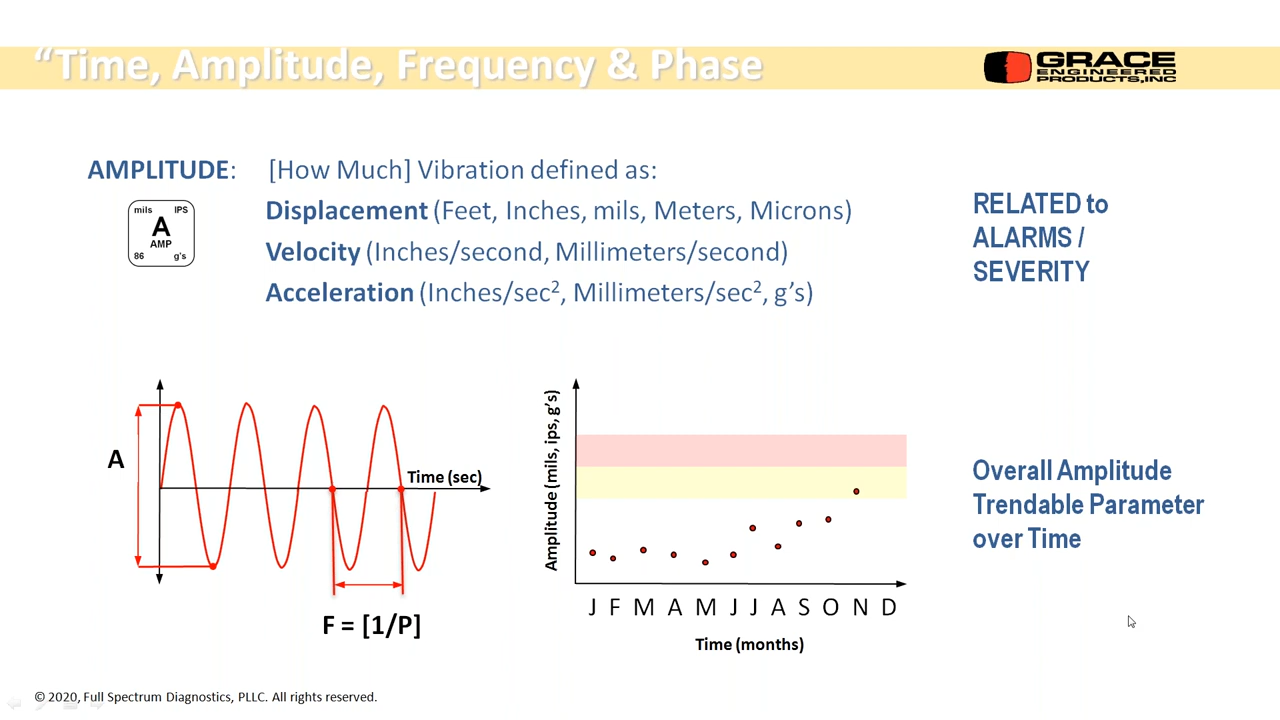 “Time, Amplitude, Frequency & Phase
GRACE
ENGINEERED
PRODUCTS, INC
AMPLITUDE: [How Much] Vibration defined as:
Displacement (Feet, Inches, mils, Meters, Microns)
Velocity (Inches/second, Millimeters/second)
Acceleration (Inches/sec², Millimeters/sec², g’s)
mils IPS
A
AMP
86 g's
RELATED to
ALARMS /
SEVERITY
A
Time (sec)
F = [1/P]
Amplitude (mils, ips, g’s)
J F M A M J J A S O N D
Time (months)
Overall Amplitude
Trendable Parameter
over Time
© 2020, Full Spectrum Diagnostics, PLLC. All rights reserved.